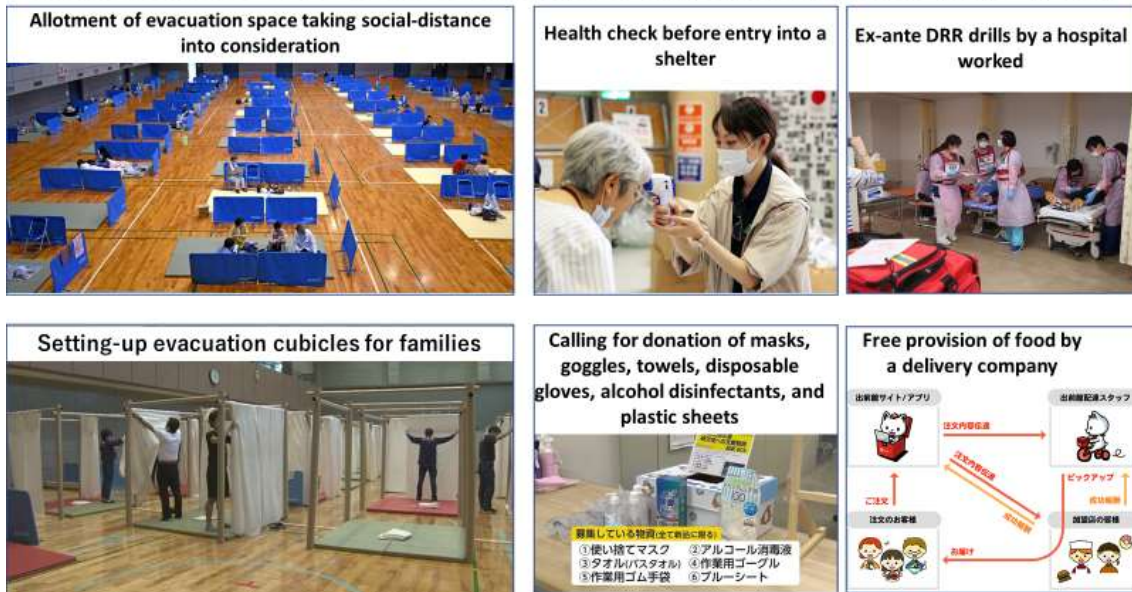 Allotment of evacuation space taking social-distance
into consideration
Health check before entry into a
shelter
Ex-ante DRR drills by a hospital
worked
Setting-up evacuation cubicles for families
Calling for donation of masks,
goggles, towels, disposable
gloves, alcohol disinfectants, and
plastic sheets
募集している物資(全て新品に限る)
①使い捨てマスク ②アルコール消毒液
③タオル(バスタオル) ④作業用ゴーグル
⑤作業用ゴム手袋 ⑥ブルーシート
Free provision of food by
a delivery company
出前館サイト/アプリ
出前館配達スタッフ
注文内容伝達
注文内容伝達
成功報酬
ピックアップ
成功報酬
ご注文
注文のお客様
加盟店の皆様
お届け